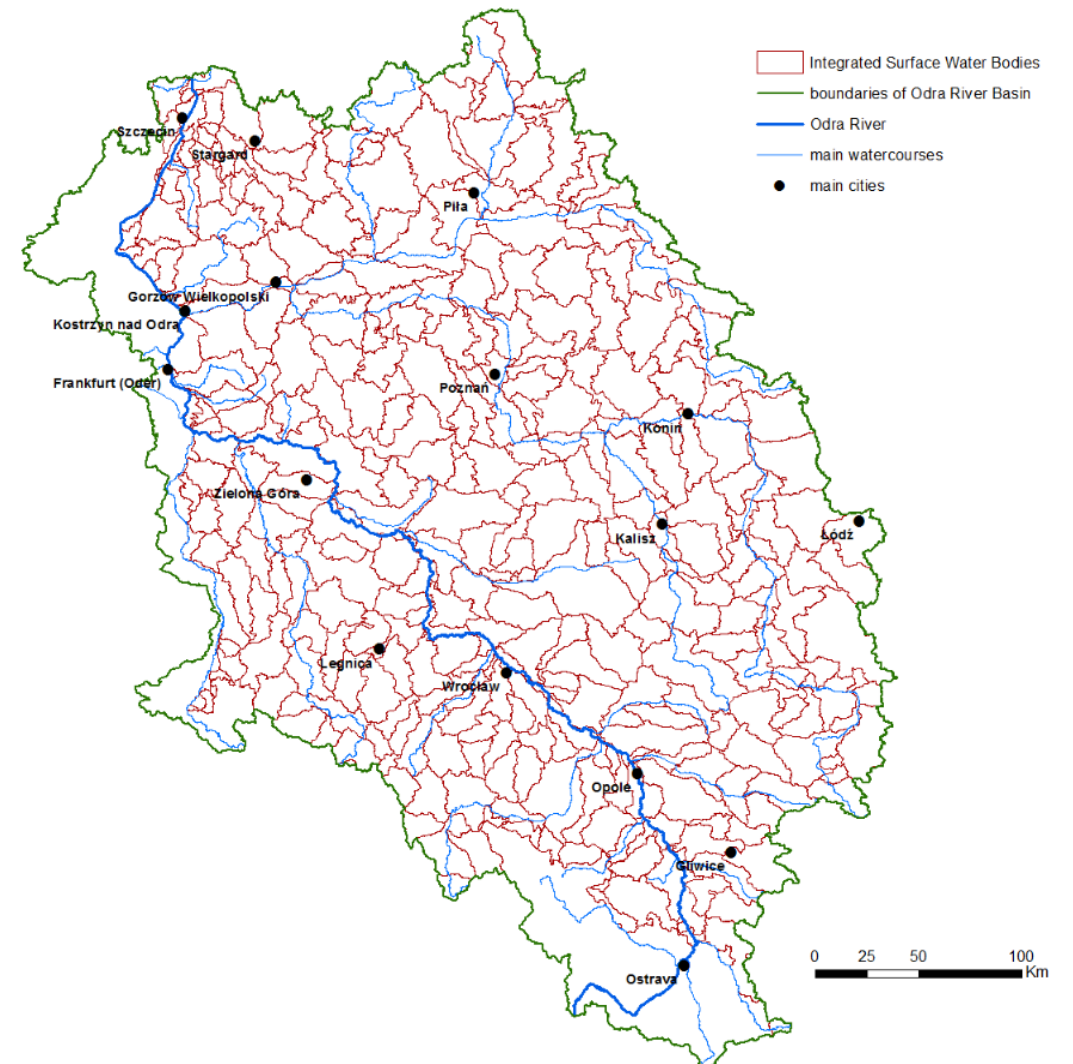 Integrated Surface Water Bodies
boundaries of Odra River Basin
Odra River
main watercourses
main cities
Szczecin
Stargard
Piła
Gorzów Wielkopolski
Kostrzyn nad Odrą
Frankfurt (Oder)
Poznań
Konin
Zielona Góra
Kalisz
Łódź
Legnica
Wrocław
Opole
Gliwice
Ostrava
0 25 50 100
Km